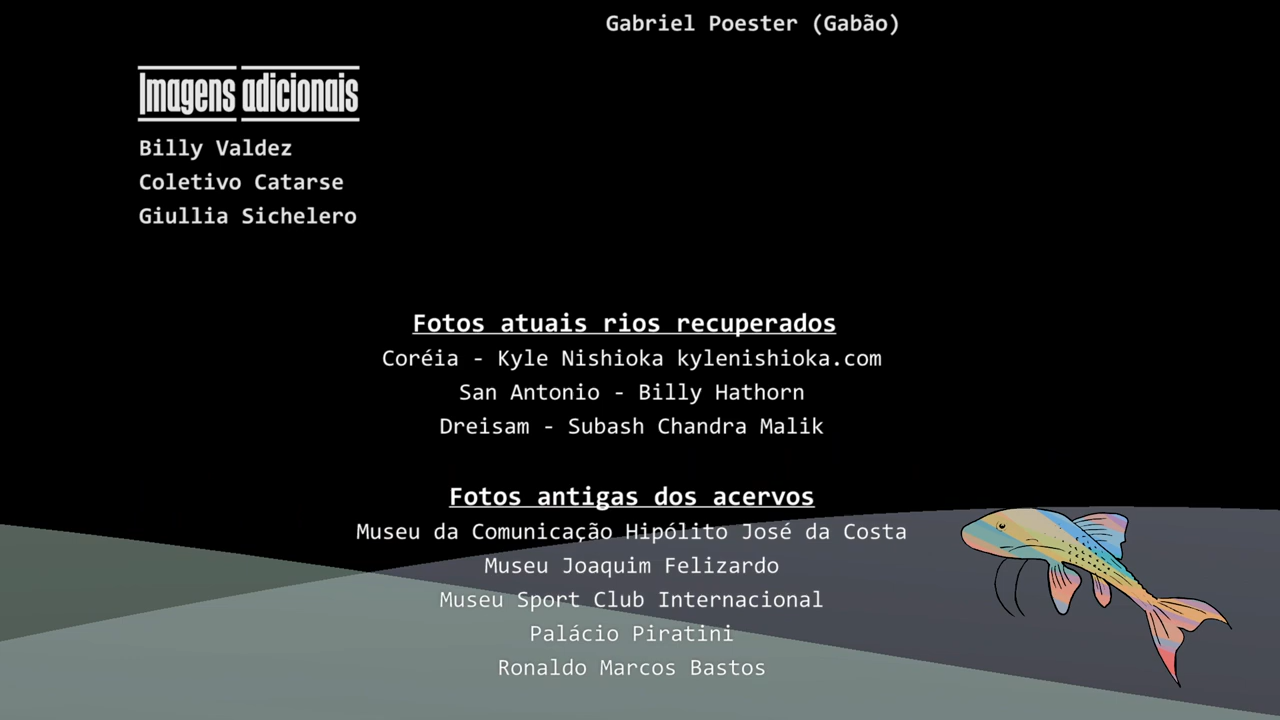 Gabriel Poester (Gabão)
Imagens adicionais
Billy Valdez
Coletivo Catarse
Giullia Sichelero
Fotos atuais rios recuperados
Coréia - Kyle Nishioka kylenishioka.com
San Antonio - Billy Hathorn
Dreisam - Subash Chandra Malik
Fotos antigas dos acervos
Museu da Comunicação Hipólito José da Costa
Museu Joaquim Felizardo
Museu Sport Club Internacional
Palácio Piratini
Ronaldo Marcos Bastos